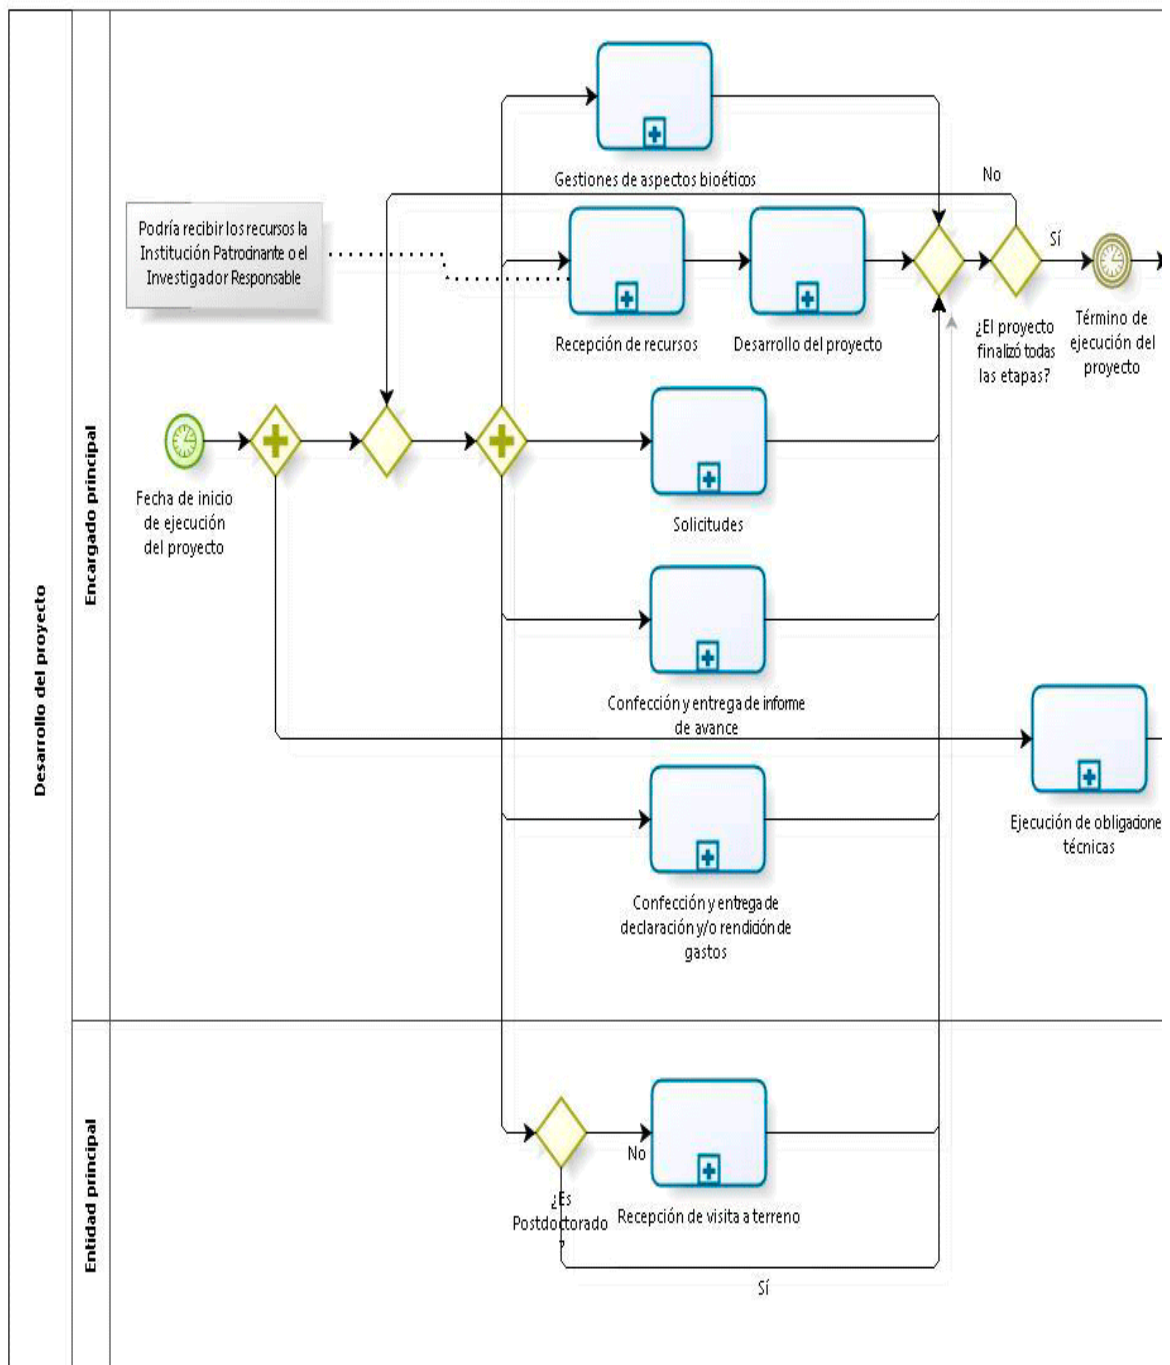 Desarrollo del proyecto
Encargado principal
Gestiones de aspectos bioéticos
No
Podría recibir los recursos la
Institución Patrocinante o el
Investigador Responsable
Sí
Recepción de recursos
Desarrollo del proyecto
¿El proyecto
finalizó todas
las etapas?
Término de
ejecución del
proyecto
Fecha de inicio
de ejecución
del proyecto
Solicitudes
Confección y entrega de informe
de avance
Ejecución de obligacione
técnicas
Confección y entrega de
declaración y/o rendición de
gastos
Entidad principal
No
¿Es
Postdoctorado
?
Recepción de visita a terreno
Sí